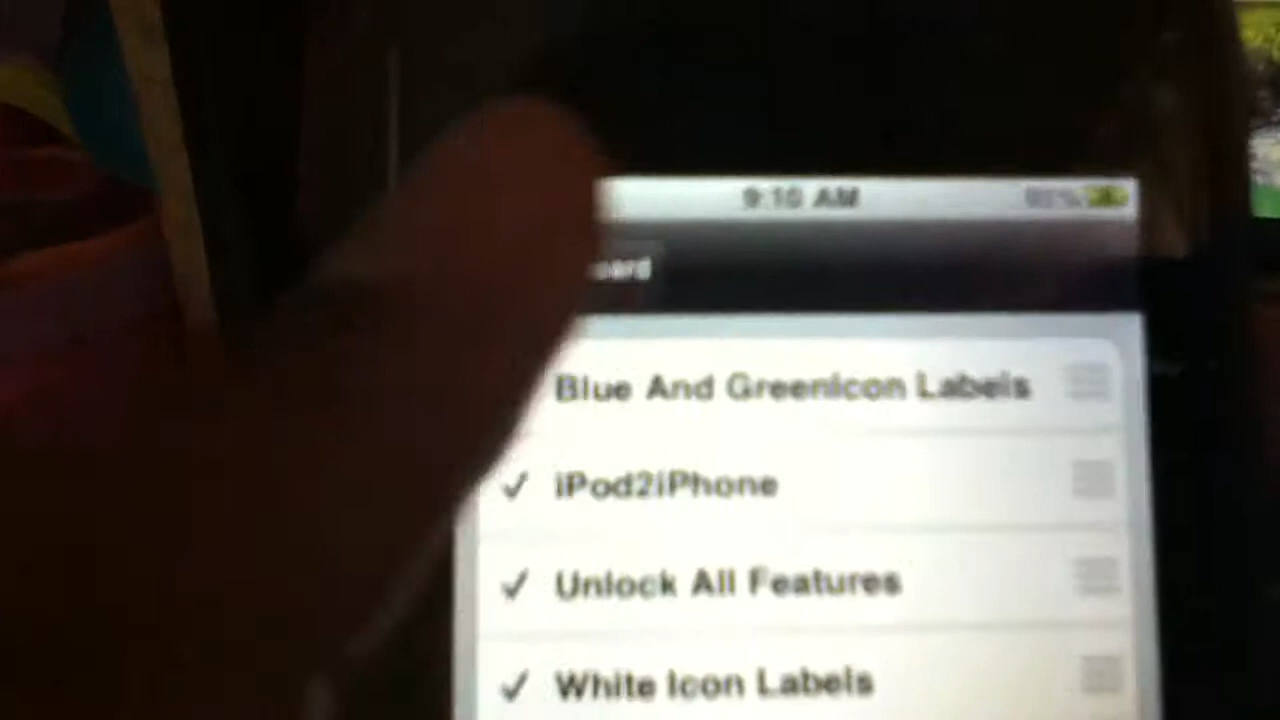 9:10 AM
Blue And GreenIcon Labels
iPod2iPhone
Unlock All Features
White Icon Labels